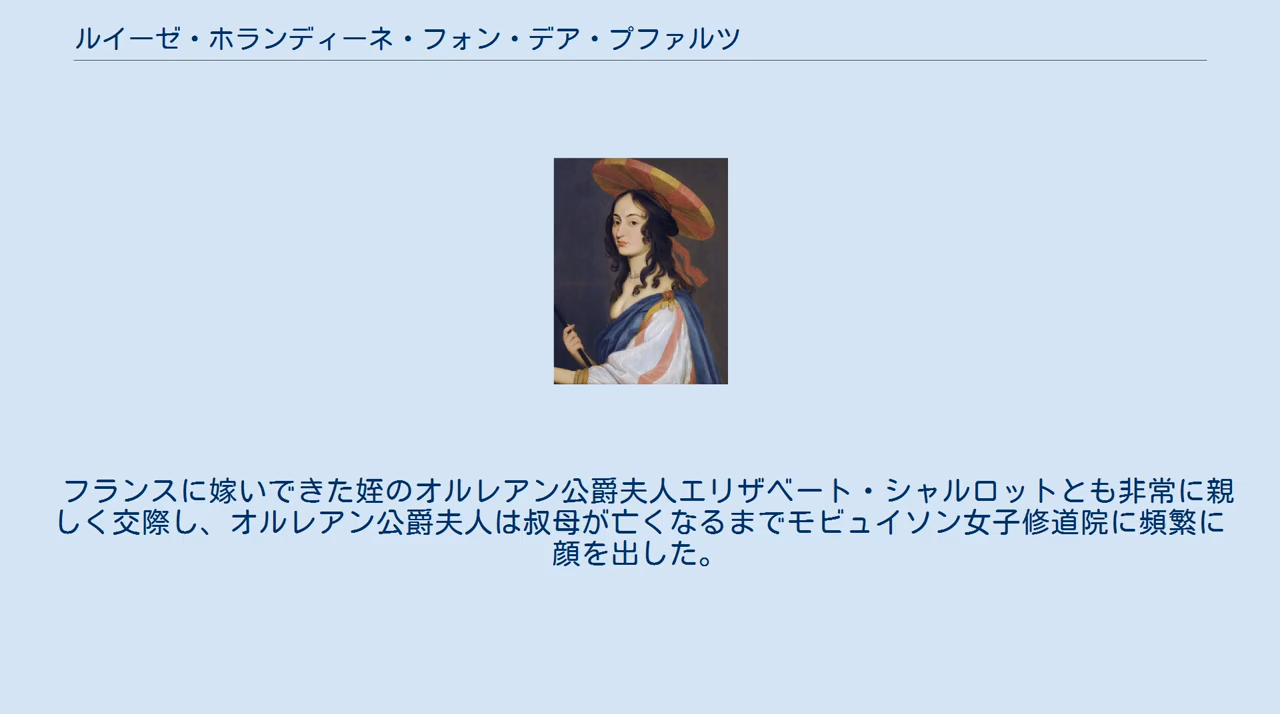 ルイーゼ・ホランディーネ・フォン・デア・プファルツ
フランスに嫁いできた姪のオルレアン公爵夫人エリザベート・シャルロットとも非常に親
しく交際し、オルレアン公爵夫人は叔母が亡くなるまでモビュイソン女子修道院に頻繁に
顔を出した。